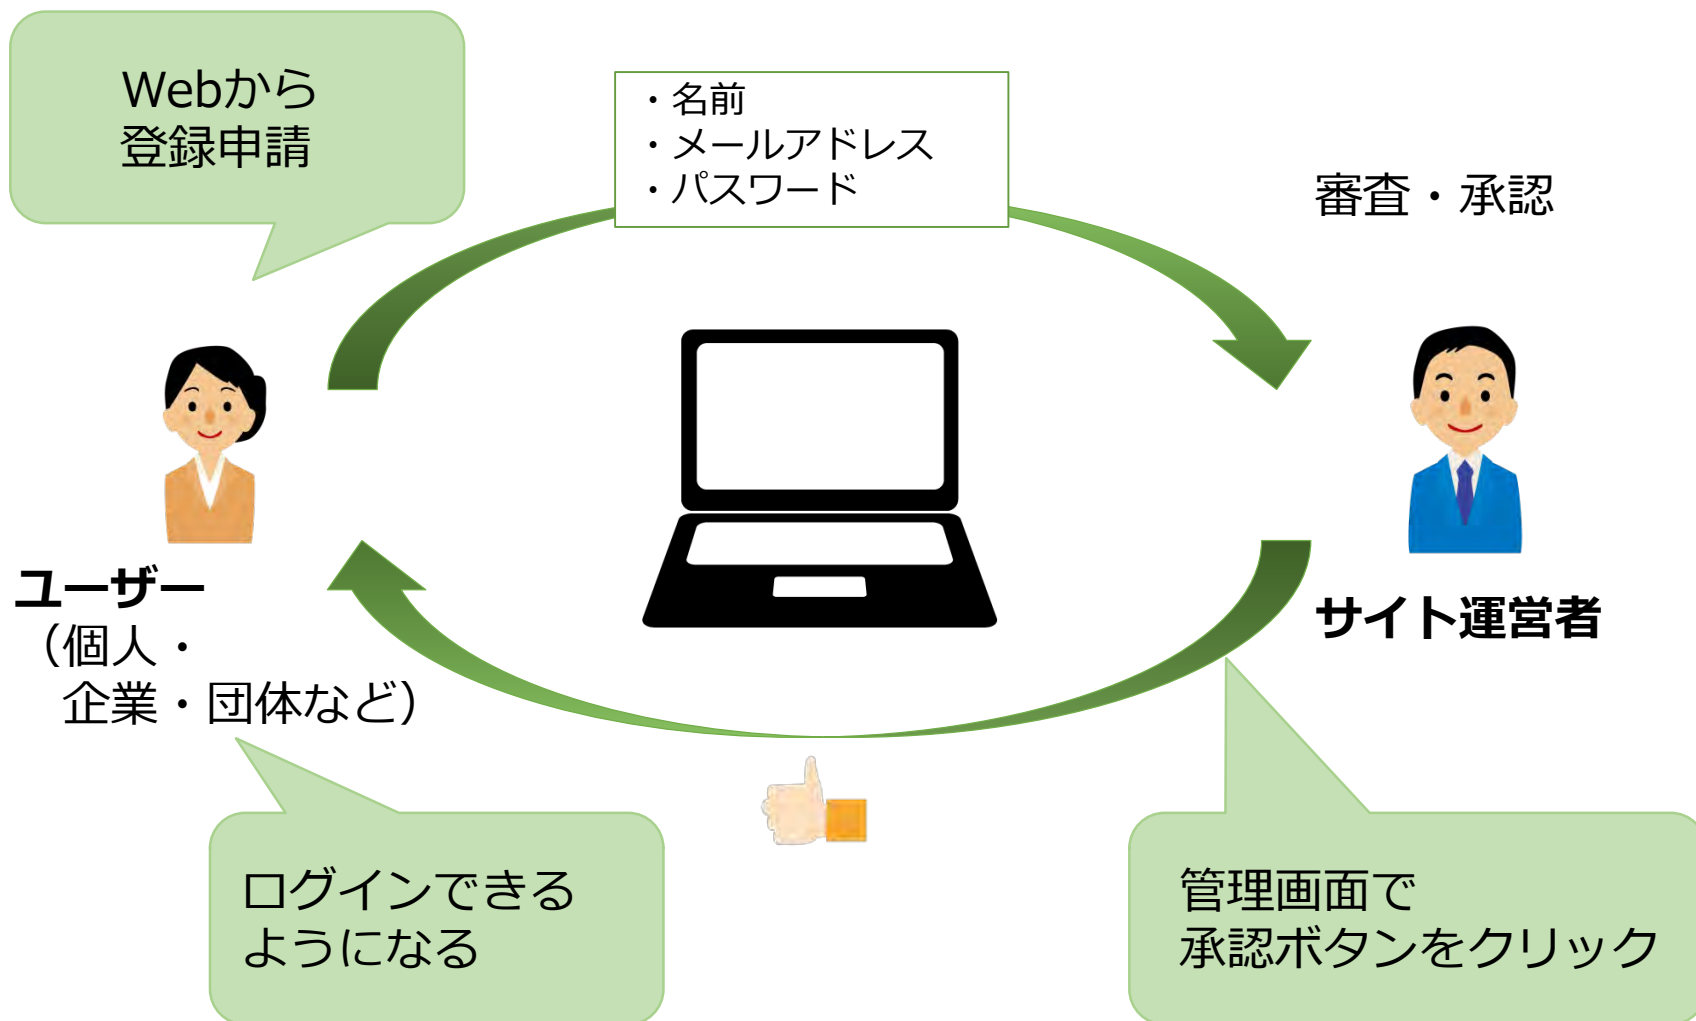 Webから
登録申請
・名前
・メールアドレス
・パスワード
審査・承認
ユーザー
（個人・
企業・団体など）
サイト運営者
ログインできる
ようになる
管理画面で
承認ボタンをクリック